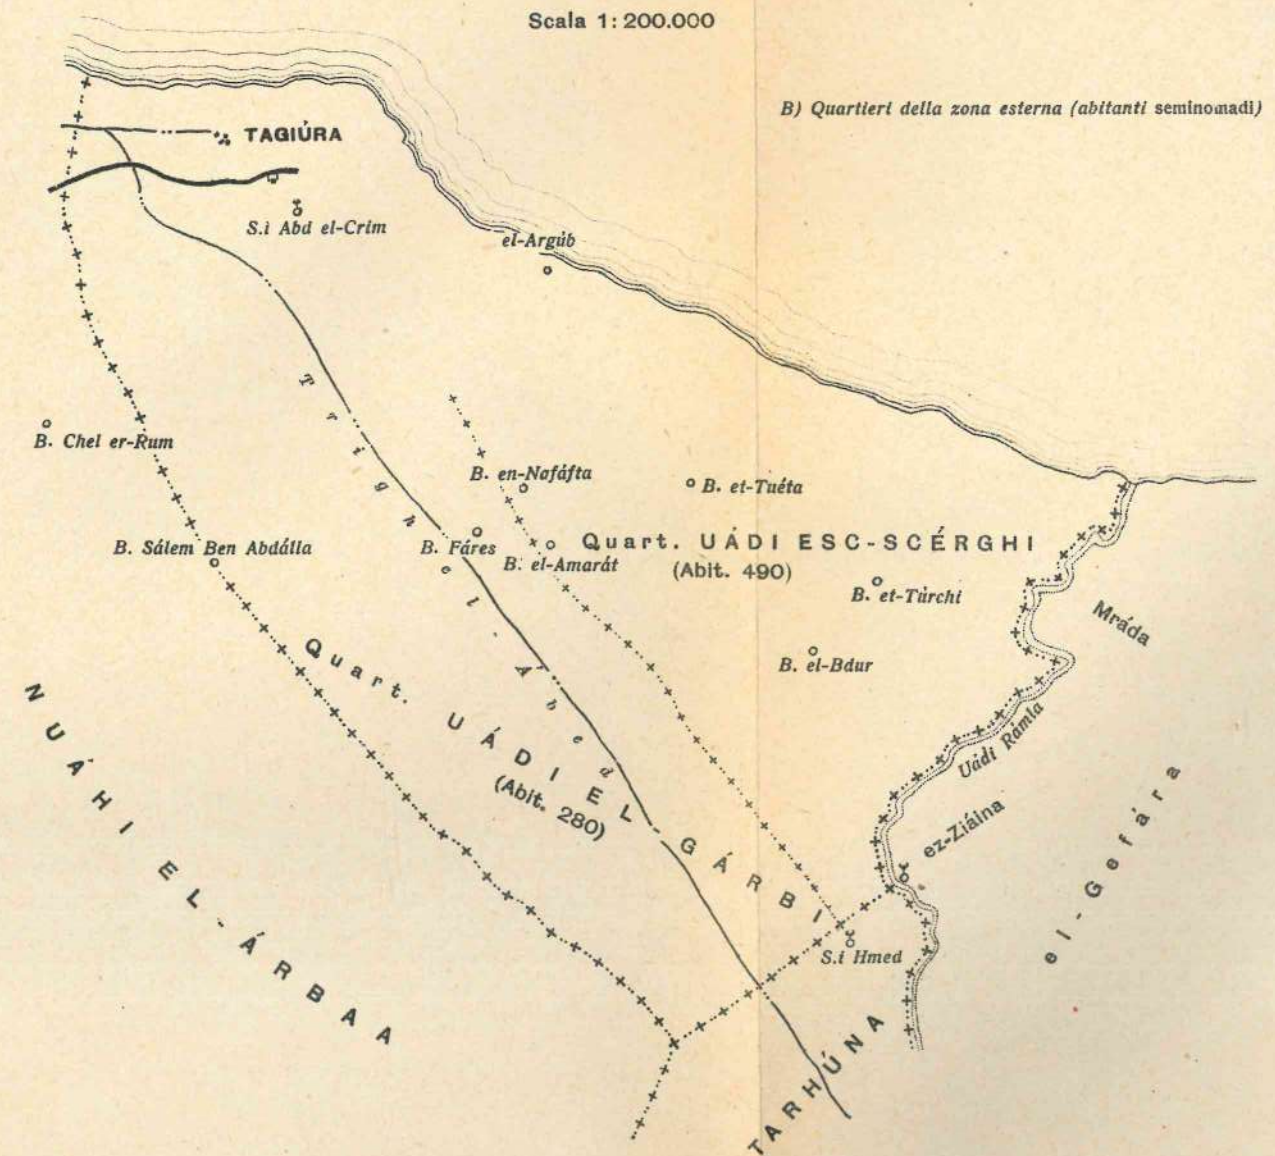 Scala 1:200.000
B) Quartieri della zona esterna (abitanti seminomadi)
TAGIÚRA
S.i Abd el-Crim
el-Argúb
Trigh el-Ábed
B. Chel er-Rum
B. en-Nafáfta
B. et-Tuéta
B. Sálem Ben Abdálla
B. Fáres
B. el-Amarát
Quart. UÁDI ESC-SCÉRGHI
(Abit. 490)
B. et-Túrchi
Mráda
B. el-Bdur
Quart. UÁDI EL-GÁRBI
(Abit. 280)
NUÁHI EL-ÁRBAA
Uádi Rámla
ez-Ziáina
el-Gefára
S.i Hmed
TARHÚNA